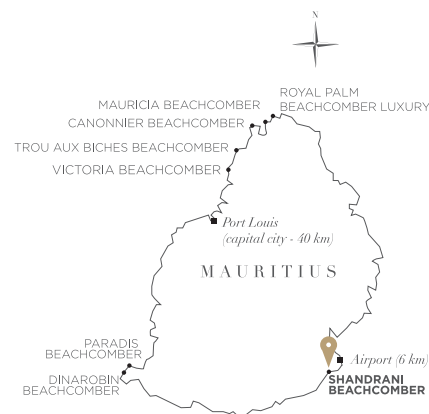 N
ROYAL PALM
BEACHCOMBER LUXURY
MAURICIA BEACHCOMBER
CANONNIER BEACHCOMBER
TROU AUX BICHES BEACHCOMBER
VICTORIA BEACHCOMBER
Port Louis
(capital city - 40 km)
MAURITIUS
PARADIS
BEACHCOMBER
DINAROBIN
BEACHCOMBER
Airport (6 km)
SHANDRANI
BEACHCOMBER